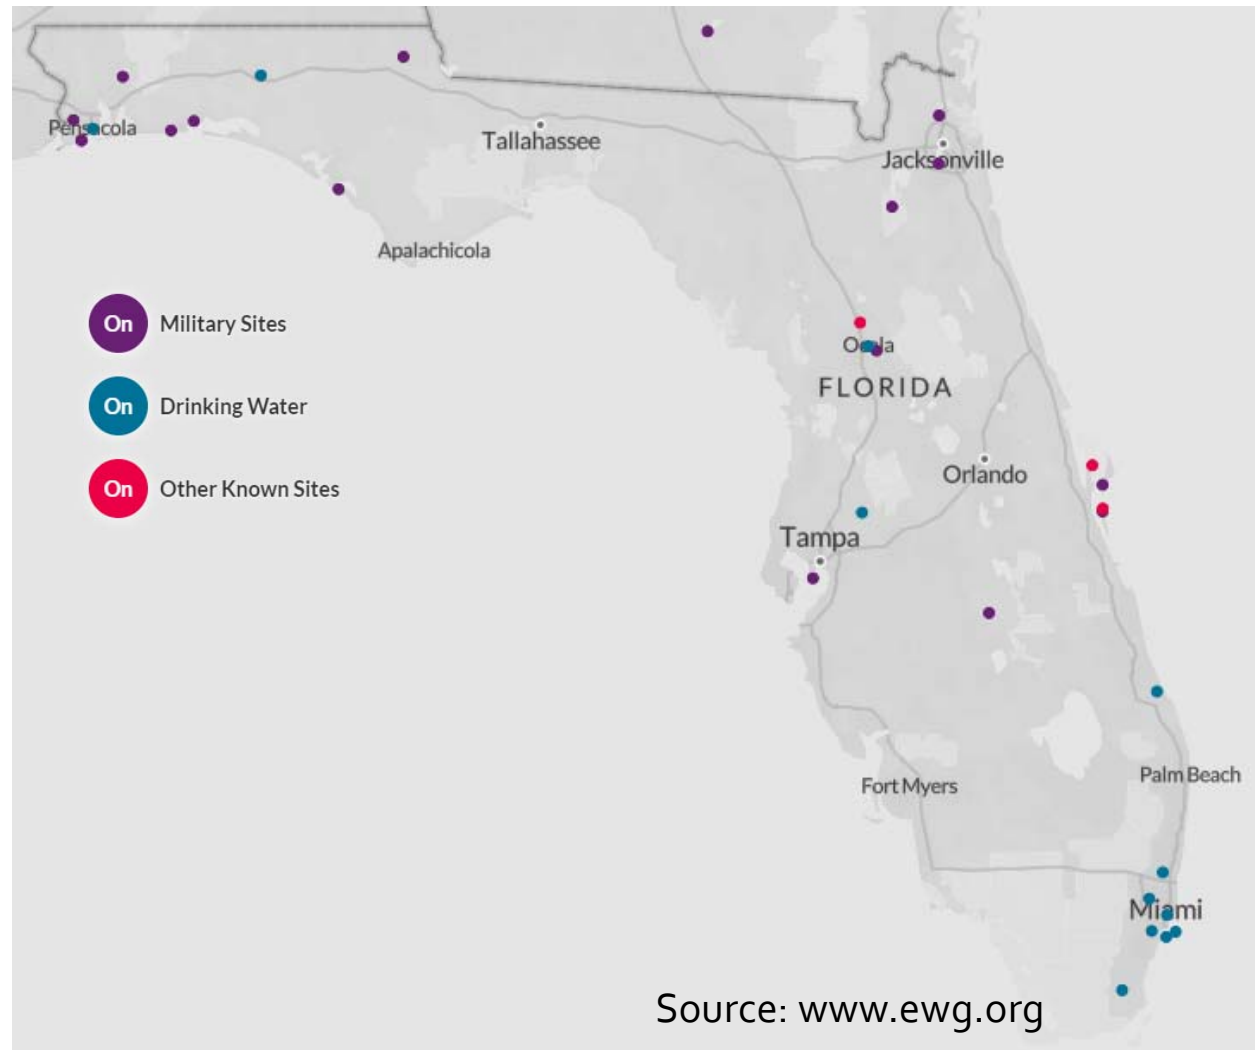 Pensacola
Tallahassee
Jacksonville
Apalachicola
On Military Sites
Ocala
FLORIDA
On Drinking Water
Orlando
On Other Known Sites
Tampa
Fort Myers
Palm Beach
Miami
Source: www.ewg.org